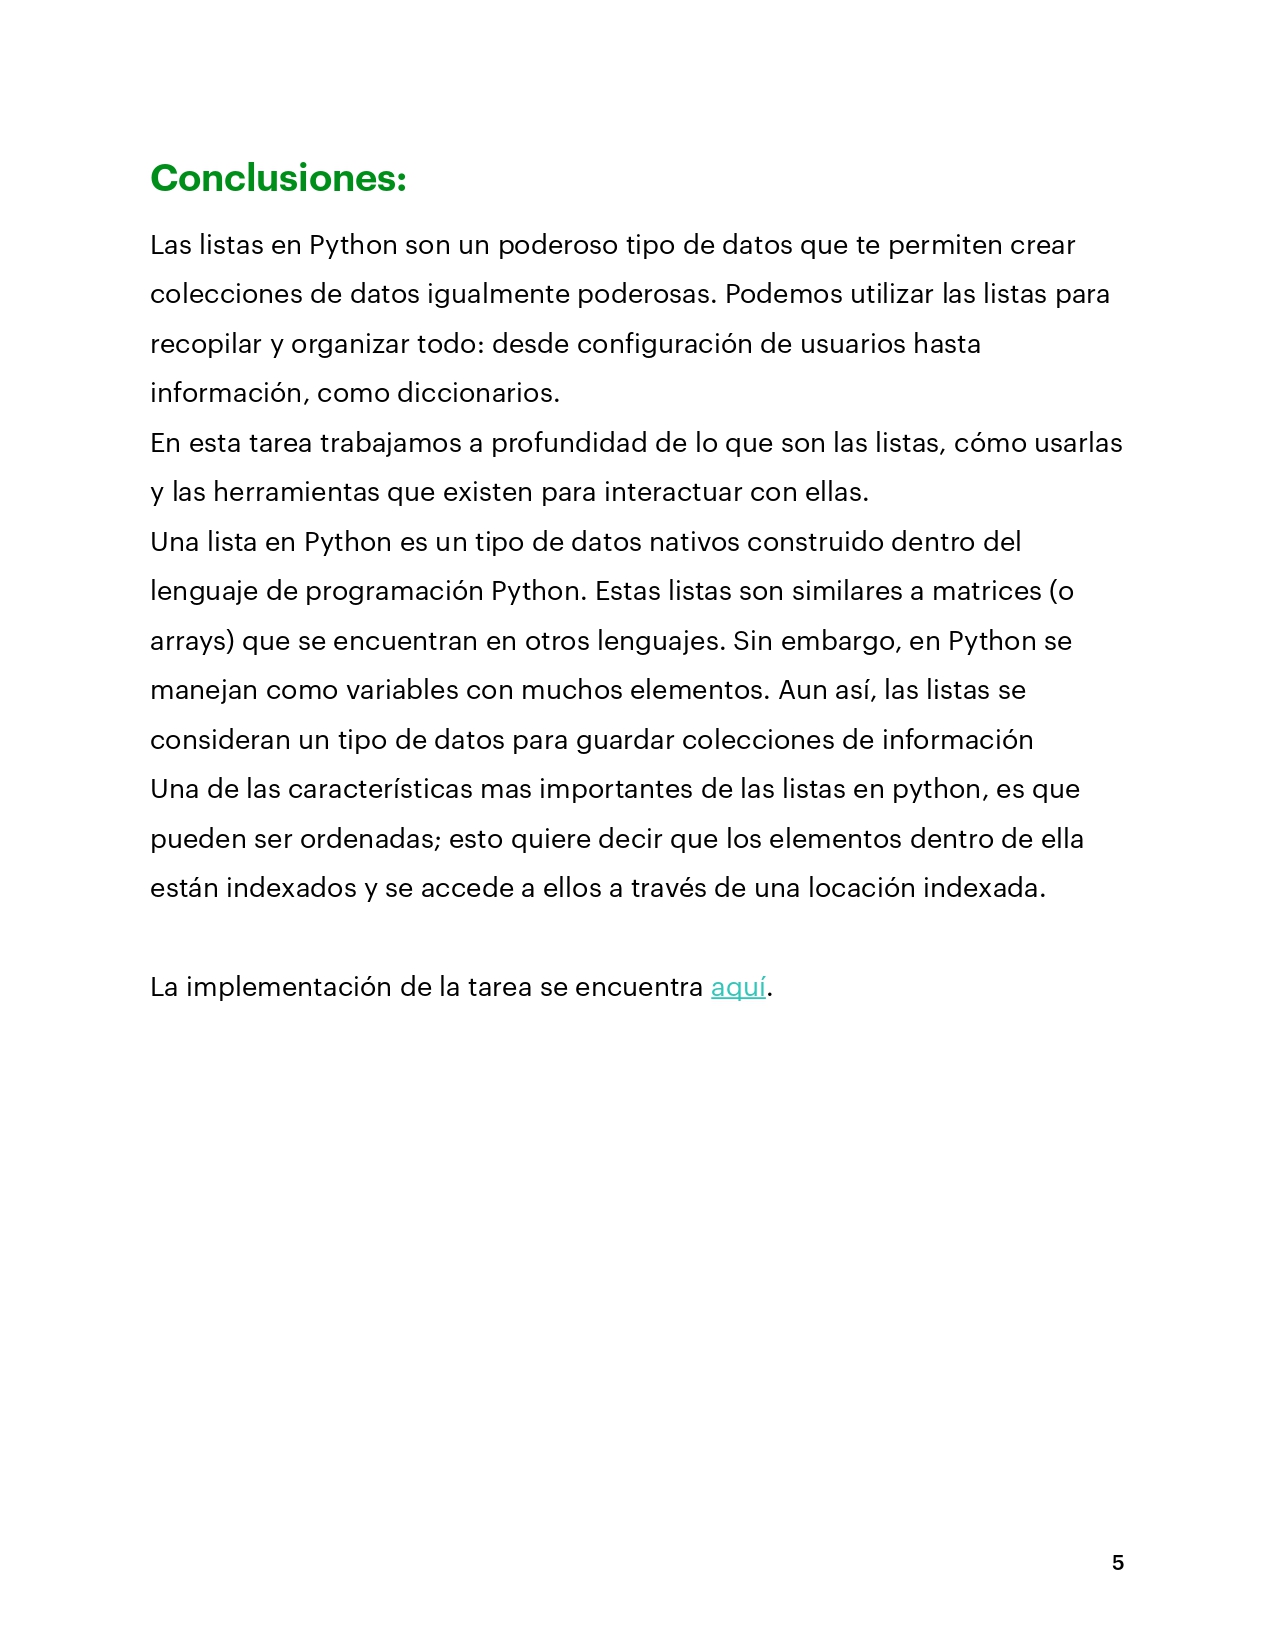 Conclusiones:
Las listas en Python son un poderoso tipo de datos que te permiten crear
colecciones de datos igualmente poderosas. Podemos utilizar las listas para
recopilar y organizar todo: desde configuración de usuarios hasta
información, como diccionarios.
En esta tarea trabajamos a profundidad de lo que son las listas, cómo usarlas
y las herramientas que existen para interactuar con ellas.
Una lista en Python es un tipo de datos nativos construido dentro del
lenguaje de programación Python. Estas listas son similares a matrices (o
arrays) que se encuentran en otros lenguajes. Sin embargo, en Python se
manejan como variables con muchos elementos. Aun así, las listas se
consideran un tipo de datos para guardar colecciones de información
Una de las características mas importantes de las listas en python, es que
pueden ser ordenadas; esto quiere decir que los elementos dentro de ella
están indexados y se accede a ellos a través de una locación indexada.
La implementación de la tarea se encuentra aquí.
5